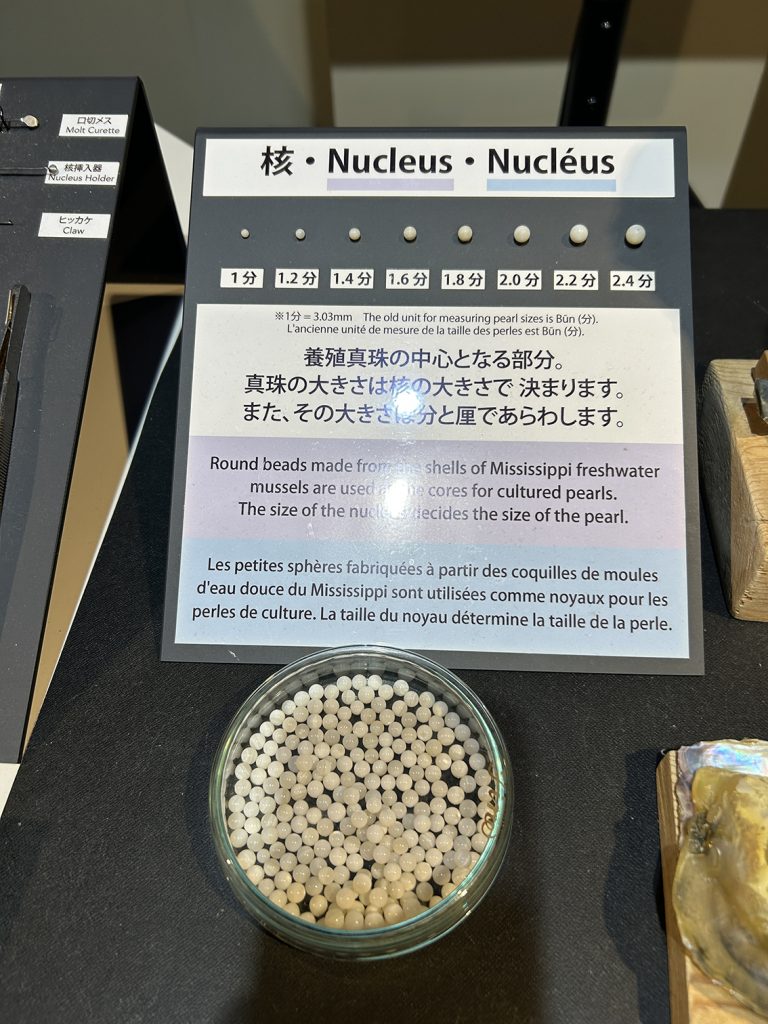 口切メス
Molt Curette
核挿入器
Nucleus Holder
ヒッカケ
Claw
核・Nucleus・Nucléus
1分 1.2分 1.4分 1.6分 1.8分 2.0分 2.2分 2.4分
※1分 = 3.03mm The old unit for measuring pearl sizes is Būn (分).
L'ancienne unité de mesure de la taille des perles est Būn (分).
養殖真珠の中心となる部分。
真珠の大きさは核の大きさで 決まります。
また、その大きさは分と厘であらわします。
Round beads made from the shells of Mississippi freshwater
mussels are used as the cores for cultured pearls.
The size of the nucleus decides the size of the pearl.
Les petites sphères fabriquées à partir des coquilles de moules
d'eau douce du Mississippi sont utilisées comme noyaux pour les
perles de culture. La taille du noyau détermine la taille de la perle.